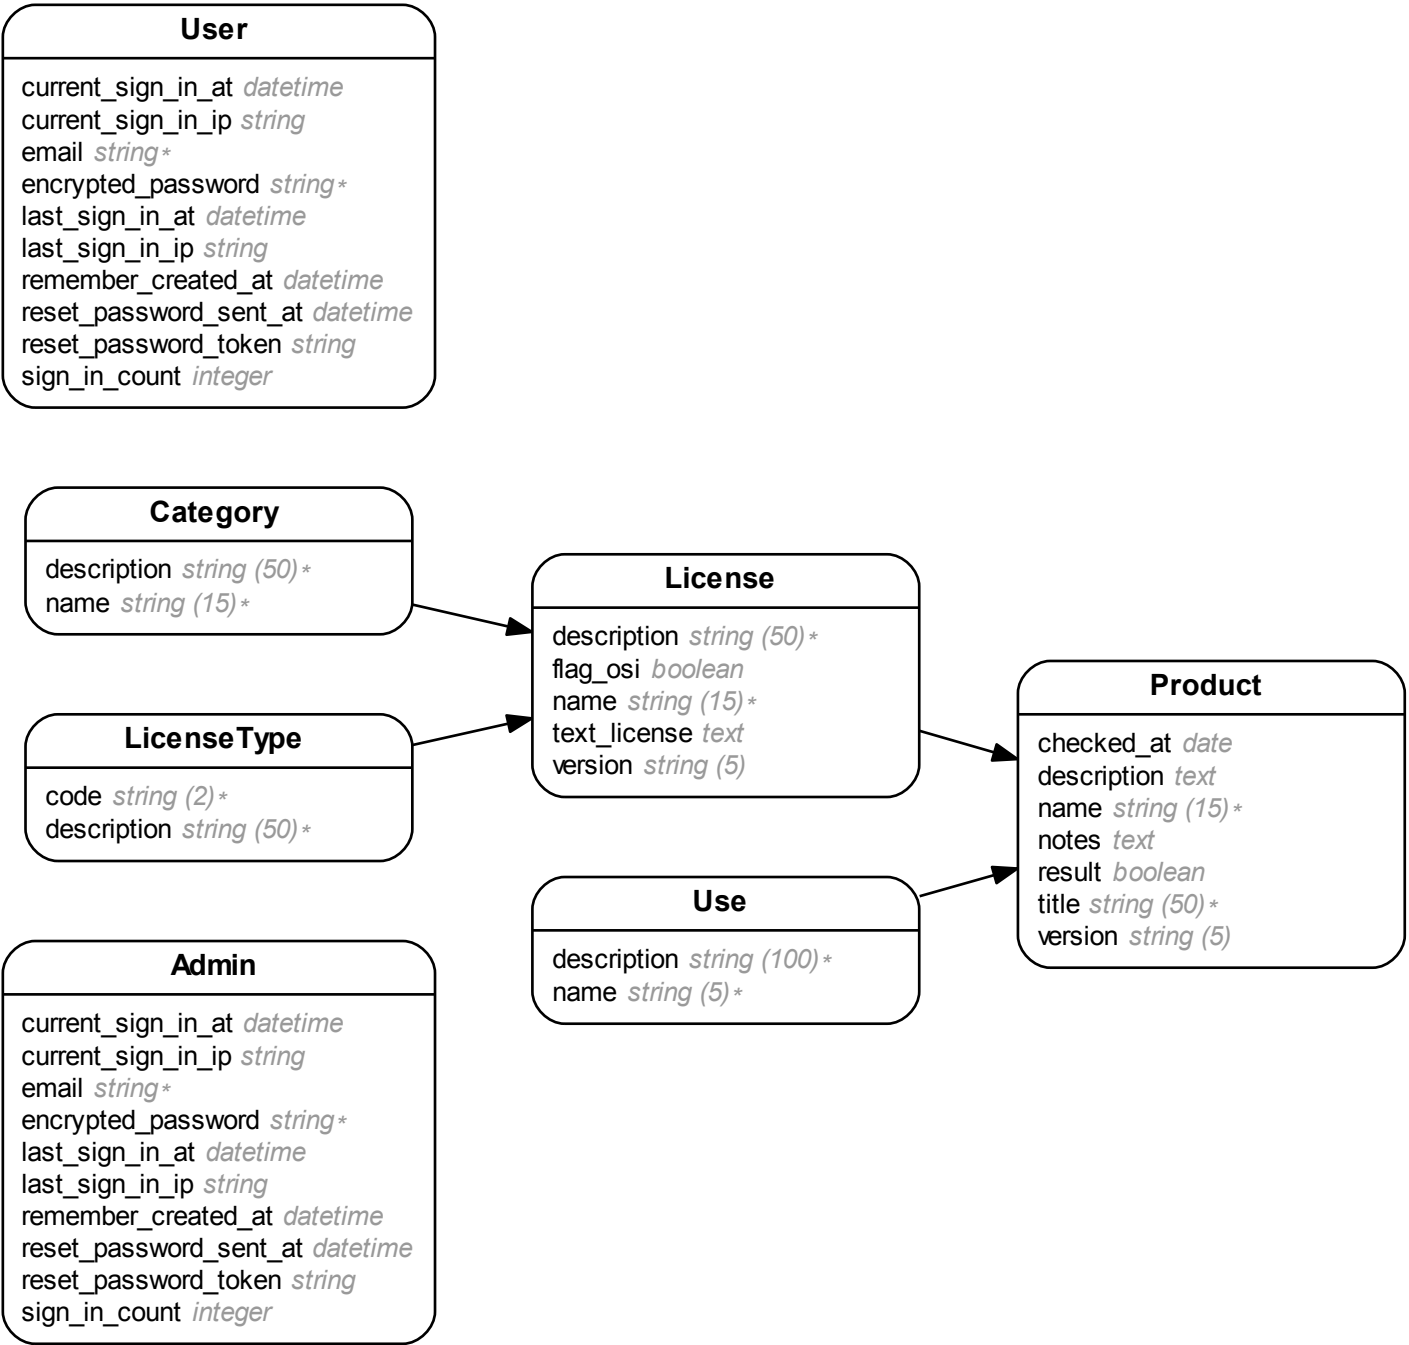 User
current_sign_in_at datetime
current_sign_in_ip string
email string*
encrypted_password string*
last_sign_in_at datetime
last_sign_in_ip string
remember_created_at datetime
reset_password_sent_at datetime
reset_password_token string
sign_in_count integer
Category
description string (50)*
name string (15)*
LicenseType
code string (2)*
description string (50)*
License
description string (50)*
flag_osi boolean
name string (15)*
text_license text
version string (5)
Use
description string (100)*
name string (5)*
Product
checked_at date
description text
name string (15)*
notes text
result boolean
title string (50)*
version string (5)
Admin
current_sign_in_at datetime
current_sign_in_ip string
email string*
encrypted_password string*
last_sign_in_at datetime
last_sign_in_ip string
remember_created_at datetime
reset_password_sent_at datetime
reset_password_token string
sign_in_count integer